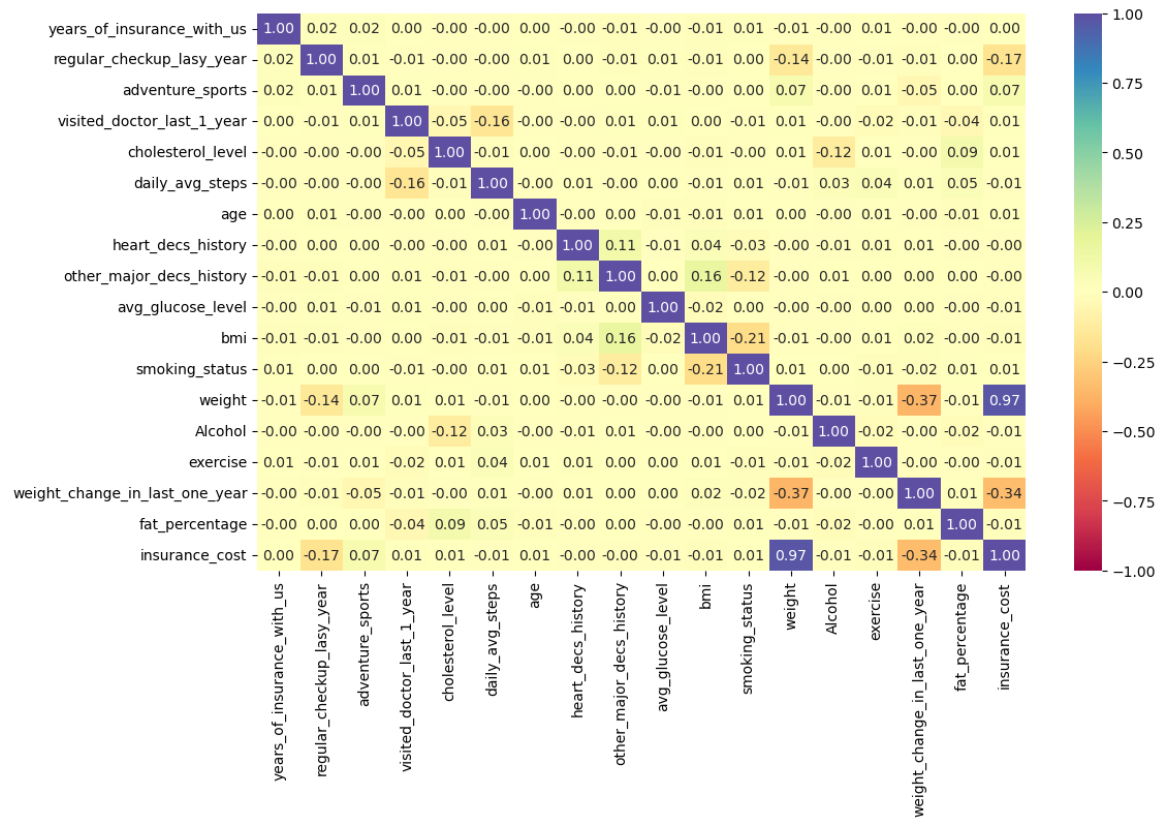 years_of_insurance_with_us 1.00 0.02 0.02 0.00 -0.00 -0.00 0.00 -0.00 -0.01 -0.00 -0.01 0.01 -0.01 -0.00 0.01 -0.00 -0.00 0.00 1.00
regular_checkup_lasy_year 0.02 1.00 0.01 -0.01 -0.00 -0.00 0.01 0.00 -0.01 0.01 -0.01 0.00 -0.14 -0.00 -0.01 -0.01 0.00 -0.17
adventure_sports 0.02 0.01 1.00 0.01 -0.00 -0.00 -0.00 0.00 0.00 -0.01 -0.00 0.00 0.07 -0.00 0.01 -0.05 0.00 0.07 0.75
visited_doctor_last_1_year 0.00 -0.01 0.01 1.00 -0.05 -0.16 -0.00 -0.00 0.01 0.01 0.00 -0.01 0.01 -0.00 -0.02 -0.01 -0.04 0.01
cholesterol_level -0.00 -0.00 -0.00 -0.05 1.00 -0.01 0.00 -0.00 -0.01 -0.00 -0.01 -0.00 0.01 -0.12 0.01 -0.00 0.09 0.01 0.50
daily_avg_steps -0.00 -0.00 -0.00 -0.16 -0.01 1.00 -0.00 0.01 -0.00 -0.00 0.01 0.01 -0.01 0.03 0.04 0.01 0.05 -0.01
age 0.00 0.01 -0.00 -0.00 0.00 -0.00 1.00 -0.00 0.00 -0.01 -0.01 0.01 0.00 -0.00 0.01 0.00 -0.01 0.01 0.25
heart_decs_history -0.00 0.00 0.00 -0.00 -0.00 0.01 -0.00 1.00 0.11 -0.01 0.04 -0.03 -0.00 -0.01 0.01 0.01 0.00 -0.00
other_major_decs_history -0.01 -0.01 0.00 0.01 -0.01 -0.00 0.00 0.11 1.00 0.00 0.16 -0.12 -0.00 0.01 0.00 0.00 0.00 -0.00
avg_glucose_level -0.00 0.01 -0.01 0.01 -0.00 -0.00 -0.01 -0.01 0.00 1.00 -0.02 0.00 -0.00 0.00 0.00 0.00 -0.00 -0.01 0.00
bmi -0.01 -0.01 -0.00 0.00 -0.01 0.01 -0.01 0.04 0.16 -0.02 1.00 -0.21 -0.01 0.00 0.01 0.02 -0.00 -0.01
smoking_status 0.01 0.00 0.00 -0.01 -0.00 0.01 0.01 -0.03 -0.12 0.00 -0.21 1.00 0.01 0.00 -0.01 -0.02 0.01 0.01 −0.25
weight -0.01 -0.14 0.07 0.01 0.01 -0.01 0.00 -0.00 -0.00 -0.00 -0.01 0.01 1.00 -0.01 -0.01 -0.37 -0.01 0.97
Alcohol -0.00 -0.00 -0.00 -0.00 -0.12 0.03 -0.00 -0.01 0.01 0.00 0.00 0.00 -0.01 1.00 -0.02 -0.00 -0.02 -0.01 −0.50
exercise 0.01 -0.01 0.01 -0.02 0.01 0.04 0.01 0.01 0.00 0.00 0.01 -0.01 -0.01 -0.02 1.00 -0.00 -0.00 -0.01
weight_change_in_last_one_year -0.00 -0.01 -0.05 -0.01 -0.00 0.01 0.00 0.01 0.00 0.00 0.02 -0.02 -0.37 -0.00 -0.00 1.00 0.01 -0.34 −0.75
fat_percentage -0.00 0.00 0.00 -0.04 0.09 0.05 -0.01 0.00 0.00 -0.00 -0.00 0.01 -0.01 -0.02 -0.00 0.01 1.00 -0.01
insurance_cost 0.00 -0.17 0.07 0.01 0.01 -0.01 0.01 -0.00 -0.00 -0.01 -0.01 0.01 0.97 -0.01 -0.01 -0.34 -0.01 1.00 −1.00
years_of_insurance_with_us
regular_checkup_lasy_year
adventure_sports
visited_doctor_last_1_year
cholesterol_level
daily_avg_steps
age
heart_decs_history
other_major_decs_history
avg_glucose_level
bmi
smoking_status
weight
Alcohol
exercise
weight_change_in_last_one_year
fat_percentage
insurance_cost